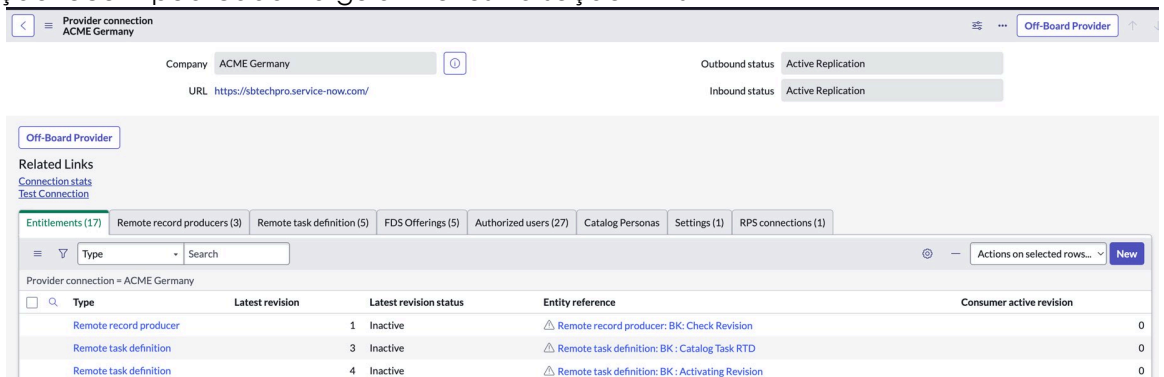 Provider connection
ACME Germany
Off-Board Provider
Company ACME Germany
Outbound status Active Replication
URL https://sbtechpro.service-now.com/
Inbound status Active Replication
Off-Board Provider
Related Links
Connection stats
Test Connection
Entitlements (17) Remote record producers (3) Remote task definition (5) FDS Offerings (5) Authorized users (27) Catalog Personas Settings (1) RPS connections (1)
Type Search Actions on selected rows... New
Provider connection = ACME Germany
Type Latest revision Latest revision status Entity reference Consumer active revision
Remote record producer 1 Inactive Remote record producer: BK: Check Revision 0
Remote task definition 3 Inactive Remote task definition: BK : Catalog Task RTD 0
Remote task definition 4 Inactive Remote task definition: BK : Activating Revision 0